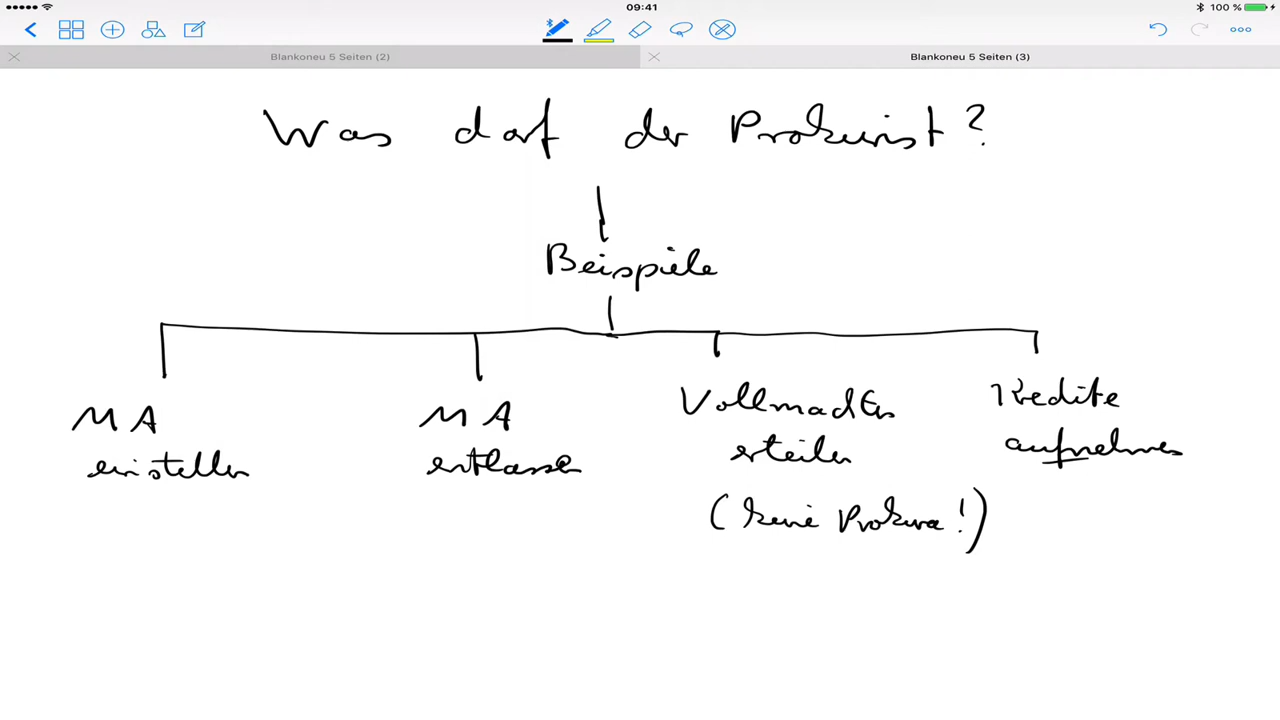 09:41
100 %
Blankoneu 5 Seiten (2)
Blankoneu 5 Seiten (3)
Was darf der Prokurist?
Beispiele
MA einstellen
MA entlassen
Vollmachten erteilen
(keine Prokura!)
Kredite aufnehmen